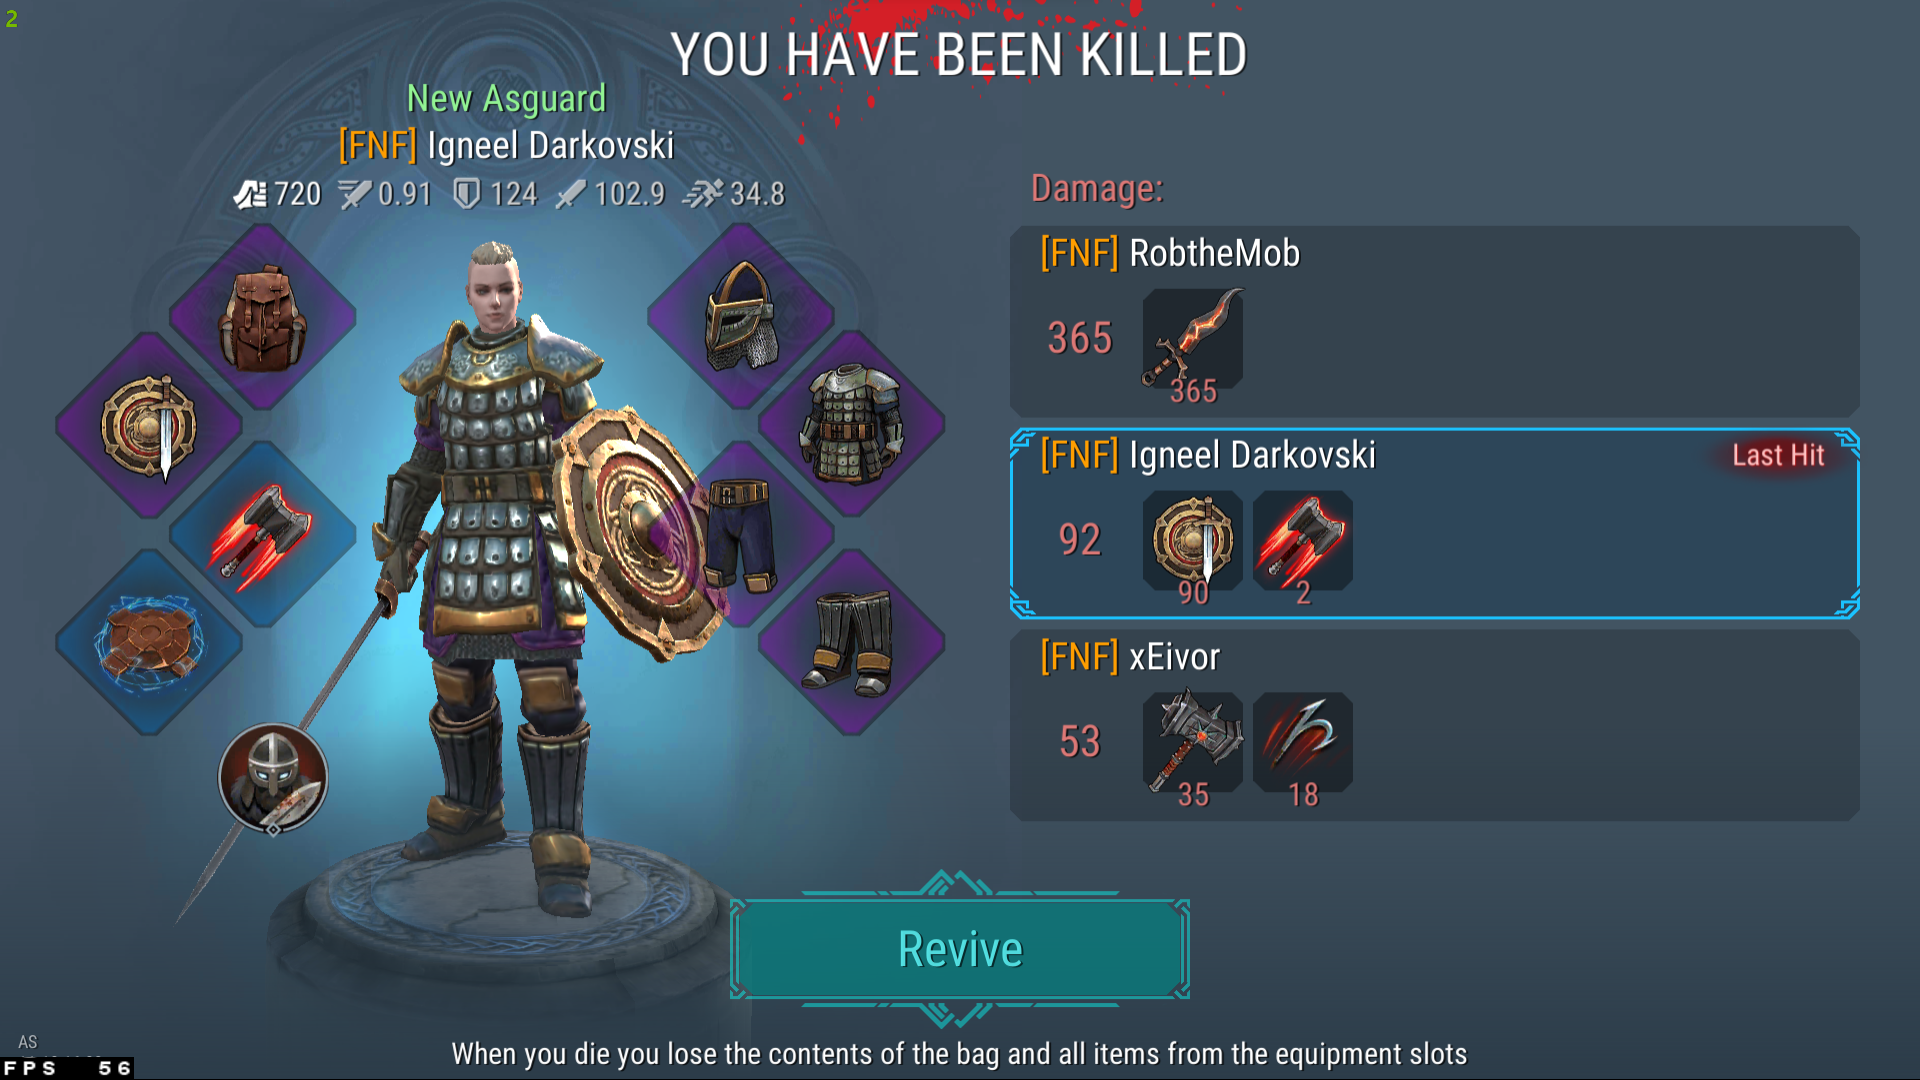 2
YOU HAVE BEEN KILLED
New Asguard
[FNF] Igneel Darkovski
720 0.91 124 102.9 34.8
Damage:
[FNF] RobtheMob
365
365
[FNF] Igneel Darkovski
Last Hit
92
90
2
[FNF] xEivor
53
35
18
Revive
When you die you lose the contents of the bag and all items from the equipment slots
AS
FPS 56